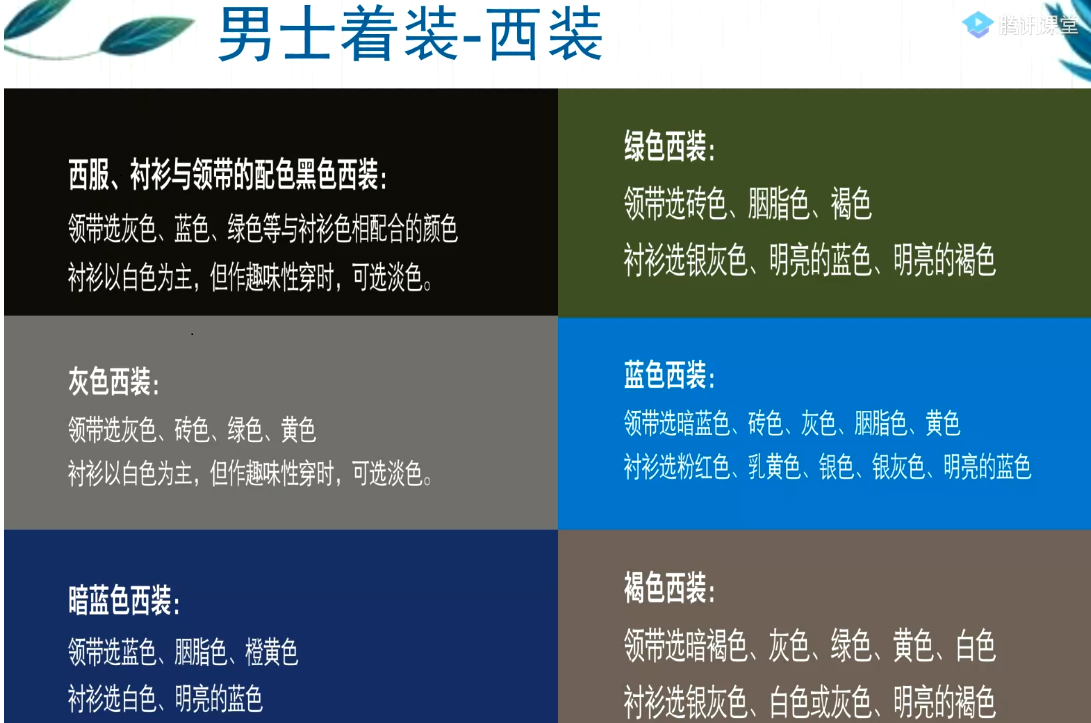 男士着装-西装
腾讯课堂
西服、衬衫与领带的配色黑色西装：
领带选灰色、蓝色、绿色等与衬衫色相配合的颜色
衬衫以白色为主，但作趣味性穿时，可选淡色。
绿色西装：
领带选砖色、胭脂色、褐色
衬衫选银灰色、明亮的蓝色、明亮的褐色
灰色西装：
领带选灰色、砖色、绿色、黄色
衬衫以白色为主，但作趣味性穿时，可选淡色。
蓝色西装：
领带选暗蓝色、砖色、灰色、胭脂色、黄色
衬衫选粉红色、乳黄色、银色、银灰色、明亮的蓝色
暗蓝色西装：
领带选蓝色、胭脂色、橙黄色
衬衫选白色、明亮的蓝色
褐色西装：
领带选暗褐色、灰色、绿色、黄色、白色
衬衫选银灰色、白色或灰色、明亮的褐色